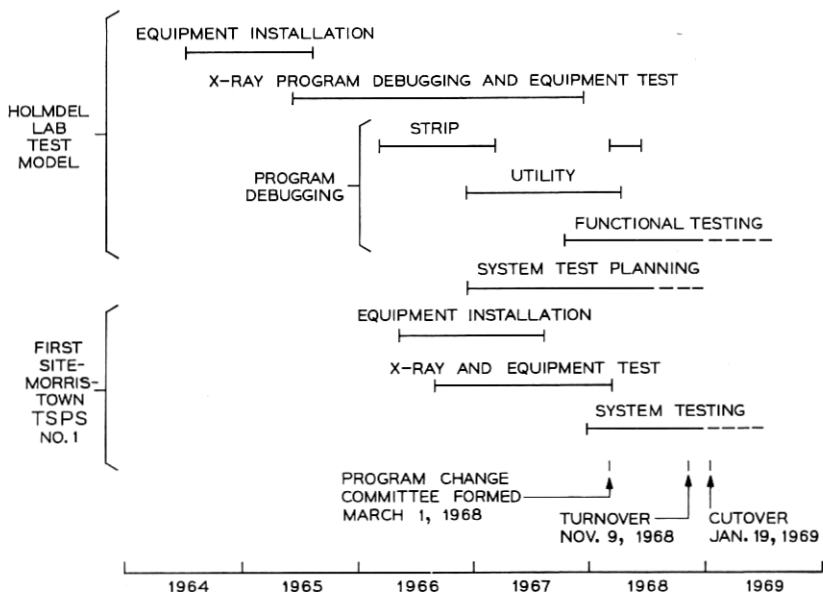 EQUIPMENT INSTALLATION
X-RAY PROGRAM DEBUGGING AND EQUIPMENT TEST
HOLMDEL
LAB
TEST
MODEL
STRIP
PROGRAM
DEBUGGING
UTILITY
FUNCTIONAL TESTING
SYSTEM TEST PLANNING
EQUIPMENT INSTALLATION
FIRST
SITE-
MORRIS-
TOWN
TSPS
NO. 1
X-RAY AND EQUIPMENT TEST
SYSTEM TESTING
PROGRAM CHANGE
COMMITTEE FORMED
MARCH 1, 1968
TURNOVER
NOV. 9, 1968
CUTOVER
JAN. 19, 1969
1964 1965 1966 1967 1968 1969